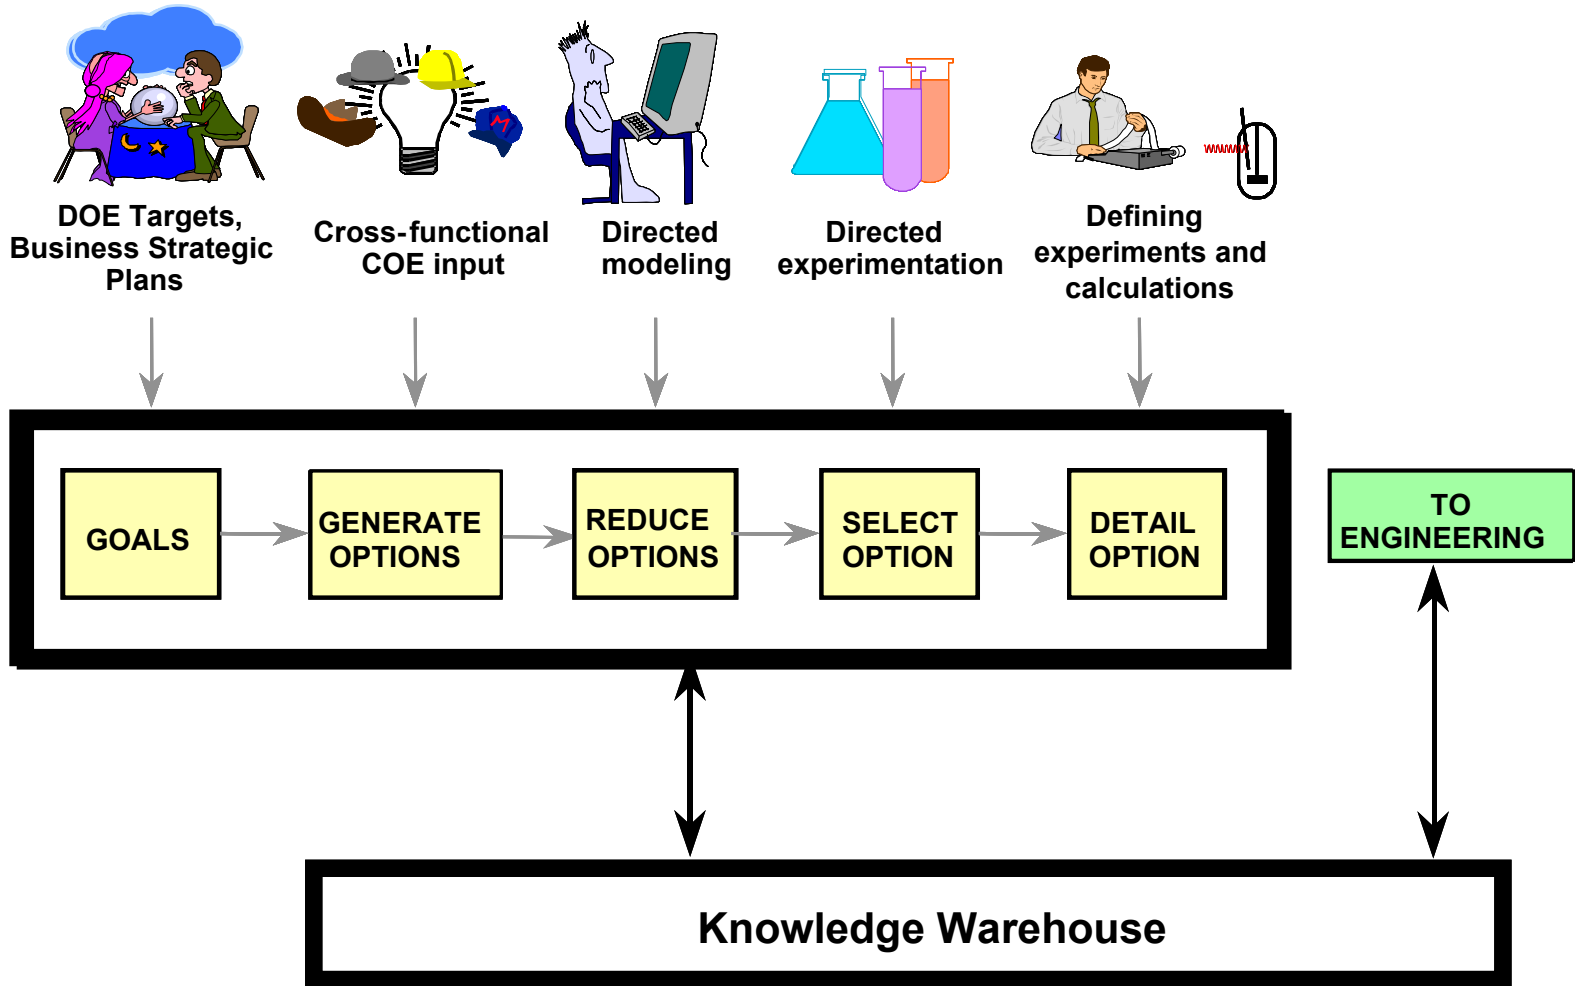 DOE Targets,
Business Strategic
Plans
Cross-functional
COE input
Directed
modeling
Directed
experimentation
Defining
experiments and
calculations
GOALS
GENERATE
OPTIONS
REDUCE
OPTIONS
SELECT
OPTION
DETAIL
OPTION
TO
ENGINEERING
Knowledge Warehouse